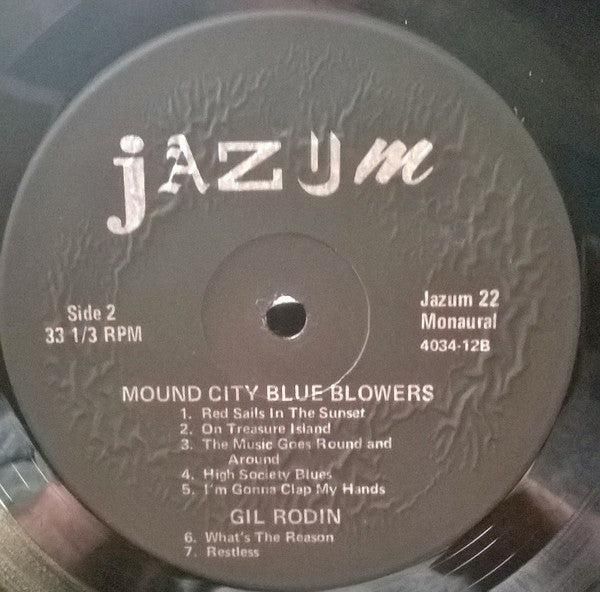 jAZUm
Side 2
33 1/3 RPM
Jazum 22
Monaural
4034-12B
MOUND CITY BLUE BLOWERS
1. Red Sails In The Sunset
2. On Treasure Island
3. The Music Goes Round and
Around
4. High Society Blues
5. I'm Gonna Clap My Hands
GIL RODIN
6. What's The Reason
7. Restless